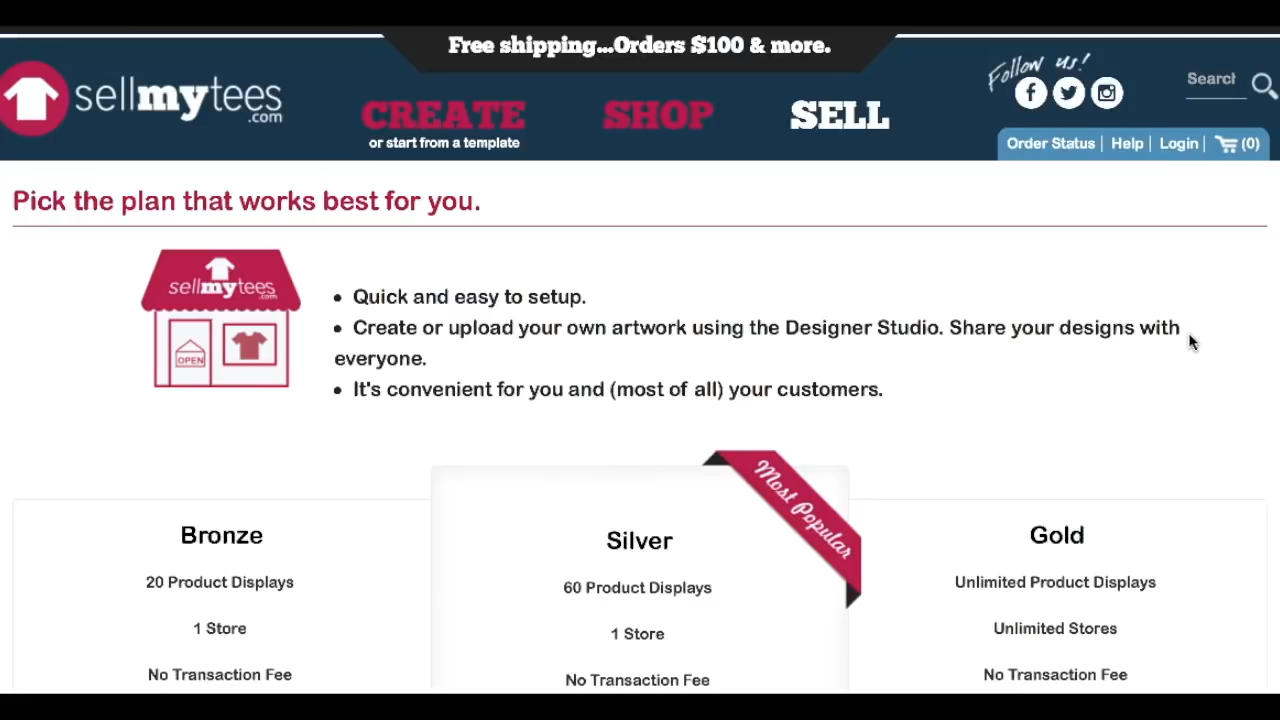 Free shipping...Orders $100 & more.
Follow us!
sellmytees
.com
CREATE
or start from a template
SHOP
SELL
Search
Order Status | Help | Login | (0)
Pick the plan that works best for you.
sellmytees
.com
OPEN
• Quick and easy to setup.
• Create or upload your own artwork using the Designer Studio. Share your designs with
everyone.
• It's convenient for you and (most of all) your customers.
Most Popular
Bronze
20 Product Displays
1 Store
No Transaction Fee
Silver
60 Product Displays
1 Store
No Transaction Fee
Gold
Unlimited Product Displays
Unlimited Stores
No Transaction Fee